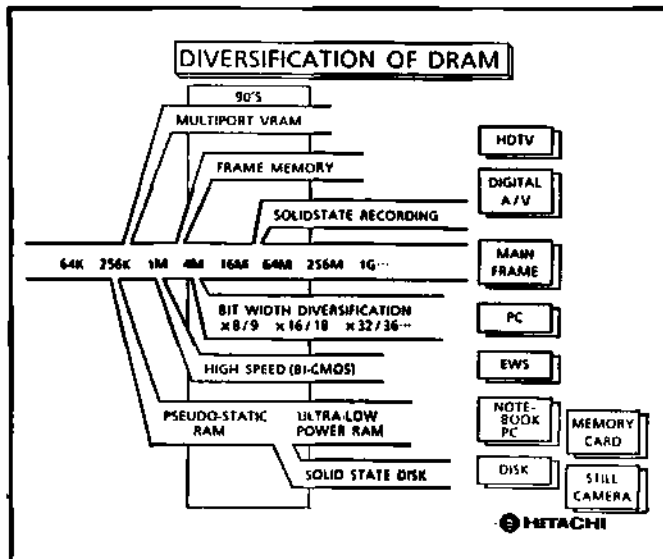 DIVERSIFICATION OF DRAM
90'S
MULTIPORT VRAM
FRAME MEMORY
SOLIDSTATE RECORDING
64K 256K 1M 4M 16M 64M 256M 1G...
BIT WIDTH DIVERSIFICATION
x8/9 x16/18 x32/36...
HIGH SPEED (BI-CMOS)
PSEUDO-STATIC
RAM
ULTRA-LOW
POWER RAM
SOLID STATE DISK
HDTV
DIGITAL
A/V
MAIN
FRAME
PC
EWS
NOTE-
BOOK
PC
MEMORY
CARD
DISK
STILL
CAMERA
HITACHI